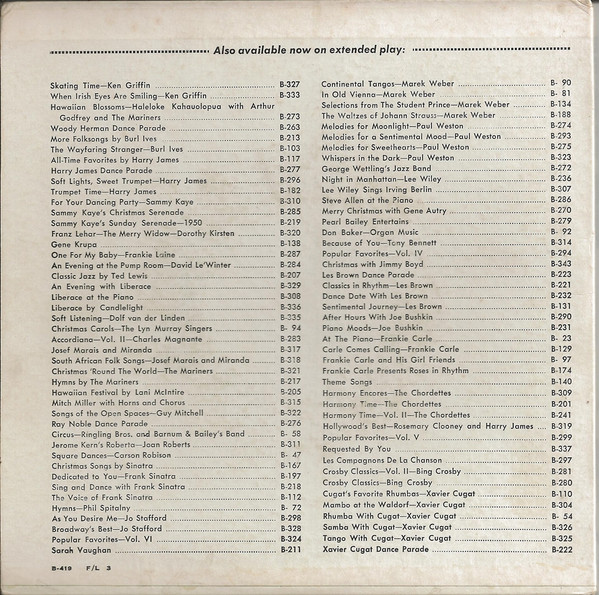 Also available now on extended play:
Skating Time—Ken Griffin B-327
When Irish Eyes Are Smiling—Ken Griffin B-333
Hawaiian Blossoms—Haleloke Kahauolopua with Arthur
Godfrey and The Mariners B-273
Woody Herman Dance Parade B-263
More Folksongs by Burl Ives B-213
The Wayfaring Stranger—Burl Ives B-103
All-Time Favorites by Harry James B-117
Harry James Dance Parade B-277
Soft Lights, Sweet Trumpet—Harry James B-296
Trumpet Time—Harry James B-182
For Your Dancing Party—Sammy Kaye B-310
Sammy Kaye's Christmas Serenade B-285
Sammy Kaye's Sunday Serenade—1950 B-219
Franz Lehar—The Merry Widow—Dorothy Kirsten B-320
Gene Krupa B-138
One For My Baby—Frankie Laine B-287
An Evening at the Pump Room—David Le'Winter B-284
Classic Jazz by Ted Lewis B-207
An Evening with Liberace B-329
Liberace at the Piano B-308
Liberace by Candlelight B-336
Soft Listening—Dolf van der Linden B-335
Christmas Carols—The Lyn Murray Singers B- 94
Accordiana—Vol. II—Charles Magnante B-283
Josef Marais and Miranda B-317
South African Folk Songs—Josef Marais and Miranda B-318
Christmas 'Round The World—The Mariners B-321
Hymns by The Mariners B-217
Hawaiian Festival by Lani McIntire B-205
Mitch Miller with Horns and Chorus B-315
Songs of the Open Spaces—Guy Mitchell B-322
Ray Noble Dance Parade B-276
Circus—Ringling Bros. and Barnum & Bailey's Band B- 58
Jerome Kern's Roberta—Joan Roberts B-311
Square Dances—Carson Robison B- 47
Christmas Songs by Sinatra B-167
Dedicated to You—Frank Sinatra B-197
Sing and Dance with Frank Sinatra B-218
The Voice of Frank Sinatra B-112
Hymns—Phil Spitalny B- 72
As You Desire Me—Jo Stafford B-298
Broadway's Best—Jo Stafford B-328
Popular Favorites—Vol. VI B-324
Sarah Vaughan B-211
Continental Tangos—Marek Weber B- 90
In Old Vienna—Marek Weber B- 81
Selections from The Student Prince—Marek Weber B-134
The Waltzes of Johann Strauss—Marek Weber B-188
Melodies for Moonlight—Paul Weston B-274
Melodies for a Sentimental Mood—Paul Weston B-293
Melodies for Sweethearts—Paul Weston B-275
Whispers in the Dark—Paul Weston B-323
George Wettling's Jazz Band B-272
Night in Manhattan—Lee Wiley B-236
Lee Wiley Sings Irving Berlin B-307
Steve Allen at the Piano B-286
Merry Christmas with Gene Autry B-270
Pearl Bailey Entertains B-279
Don Baker—Organ Music B- 92
Because of You—Tony Bennett B-314
Popular Favorites—Vol. IV B-294
Christmas with Jimmy Boyd B-343
Les Brown Dance Parade B-223
Classics in Rhythm—Les Brown B-221
Dance Date With Les Brown B-232
Sentimental Journey—Les Brown B-131
After Hours With Joe Bushkin B-290
Piano Moods—Joe Bushkin B-231
At The Piano—Frankie Carle B- 23
Carle Comes Calling—Frankie Carle B-129
Frankie Carle and His Girl Friends B- 97
Frankie Carle Presents Roses in Rhythm B-174
Theme Songs B-140
Harmony Encores—The Chordettes B-309
Harmony Time—The Chordettes B-201
Harmony Time—Vol. II—The Chordettes B-241
Hollywood's Best—Rosemary Clooney and Harry James B-319
Popular Favorites—Vol. V B-299
Requested By You B-337
Les Compagnons De La Chanson B-297
Crosby Classics—Vol. II—Bing Crosby B-281
Crosby Classics—Bing Crosby B-280
Cugat's Favorite Rhumbas—Xavier Cugat B-110
Mambo at the Waldorf—Xavier Cugat B-304
Rhumba With Cugat—Xavier Cugat B- 54
Samba With Cugat—Xavier Cugat B-326
Tango With Cugat—Xavier Cugat B-325
Xavier Cugat Dance Parade B-222
B-419 F/L 3